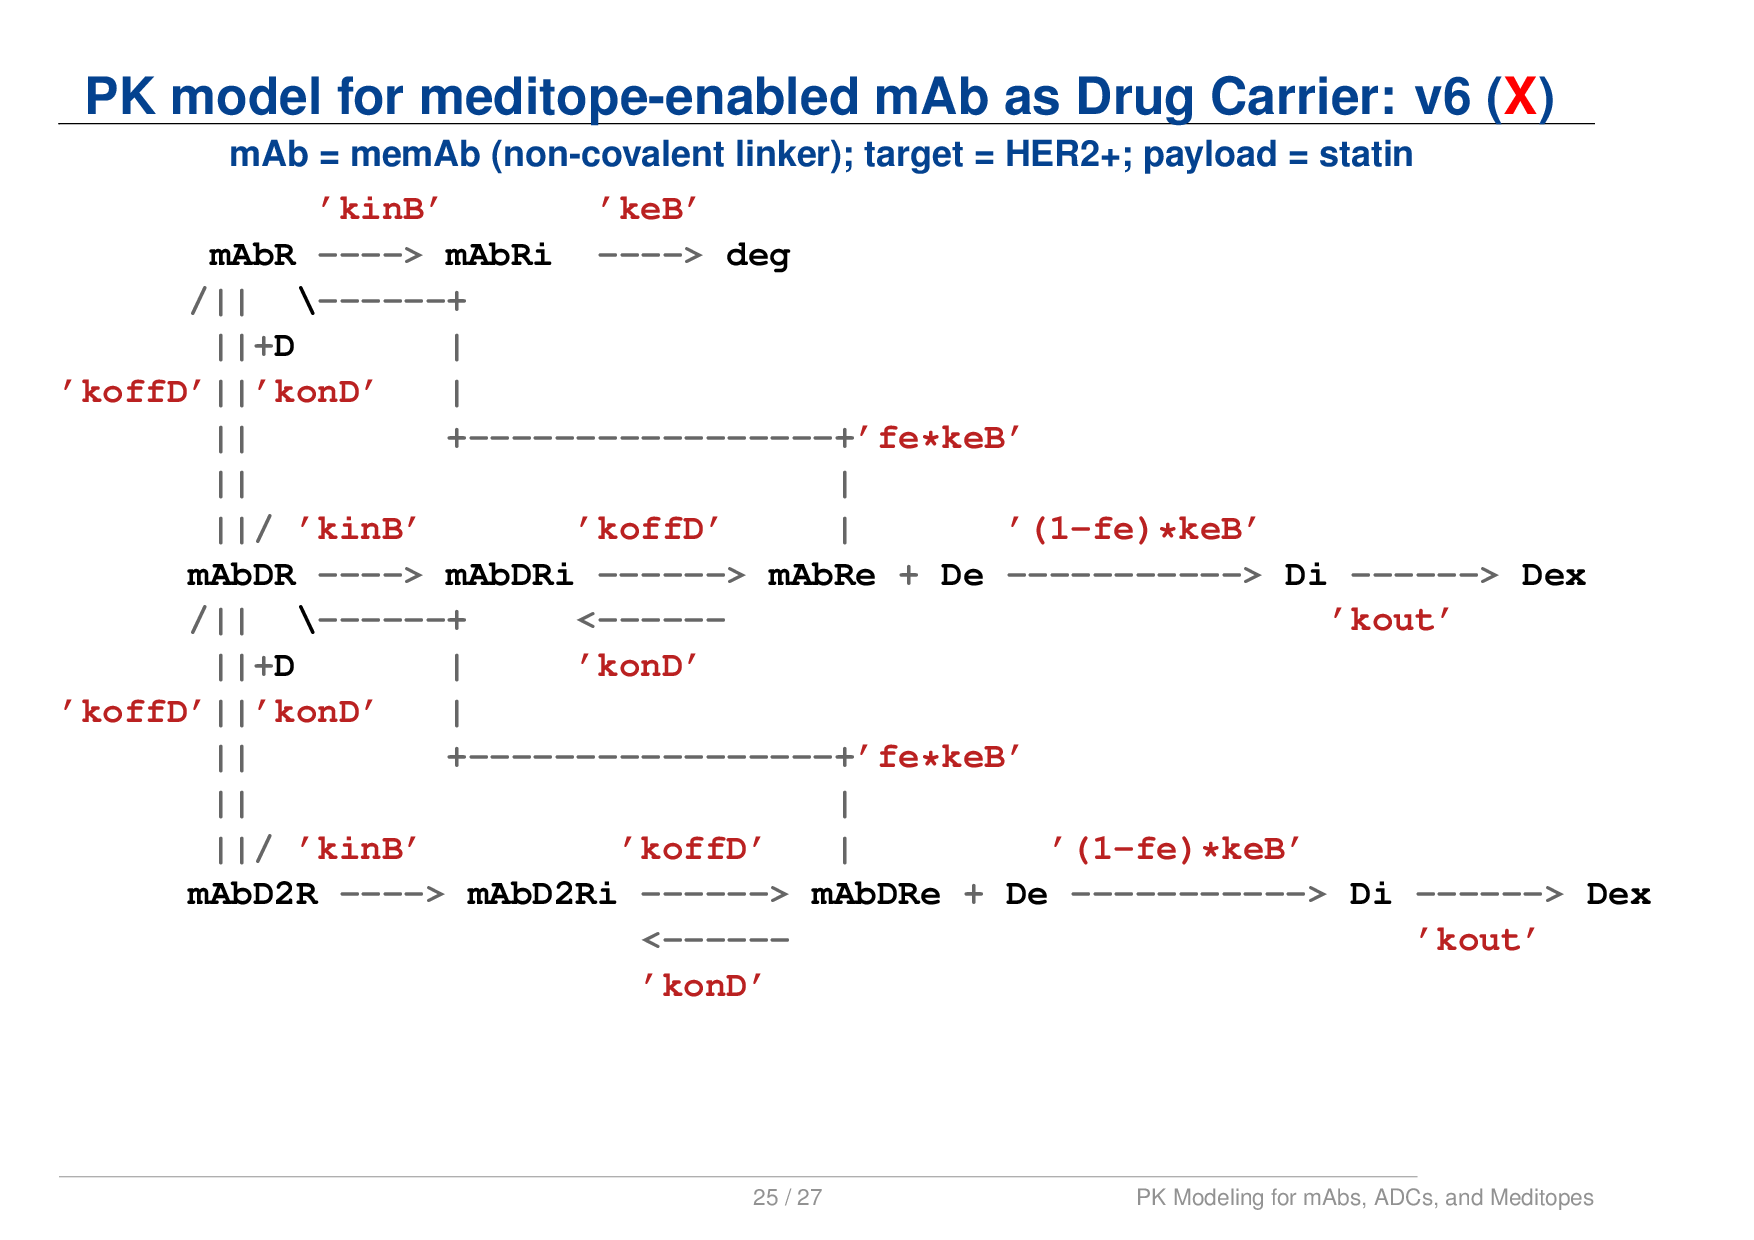 PK model for meditope-enabled mAb as Drug Carrier: v6 (X)
mAb = memAb (non-covalent linker); target = HER2+; payload = statin
            'kinB'       'keB'
       mAbR ----> mAbRi  ----> deg
      /||  \------+
       ||+D       |
'koffD'||'konD'   |
       ||         +-----------------+'fe*keB'
       ||                           |
       ||/ 'kinB'       'koffD'     |       '(1-fe)*keB'
      mAbDR ----> mAbDRi ------> mAbRe + De -----------> Di ------> Dex
      /||  \------+     <------                            'kout'
       ||+D       |     'konD'
'koffD'||'konD'   |
       ||         +-----------------+'fe*keB'
       ||                           |
       ||/ 'kinB'         'koffD'   |         '(1-fe)*keB'
      mAbD2R ----> mAbD2Ri ------> mAbDRe + De -----------> Di ------> Dex
                           <------                             'kout'
                           'konD'
25 / 27
PK Modeling for mAbs, ADCs, and Meditopes